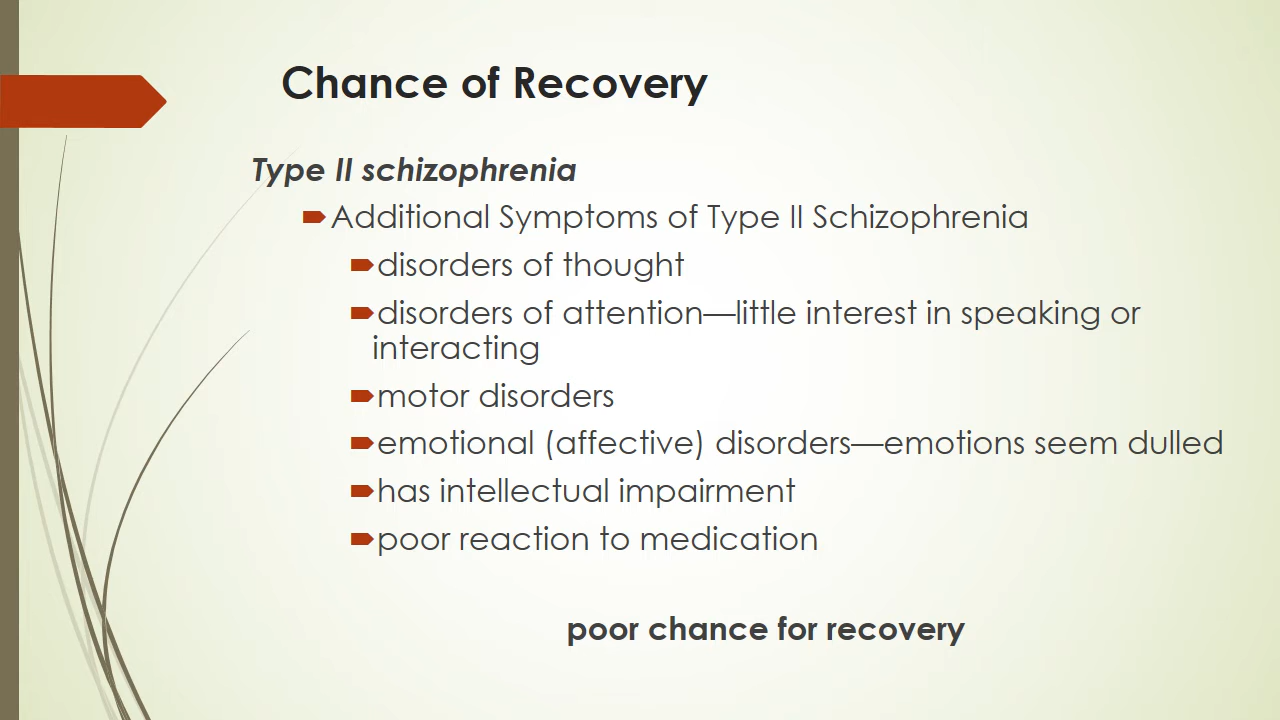 Chance of Recovery
Type II schizophrenia
Additional Symptoms of Type II Schizophrenia
disorders of thought
disorders of attention—little interest in speaking or
interacting
motor disorders
emotional (affective) disorders—emotions seem dulled
has intellectual impairment
poor reaction to medication
poor chance for recovery